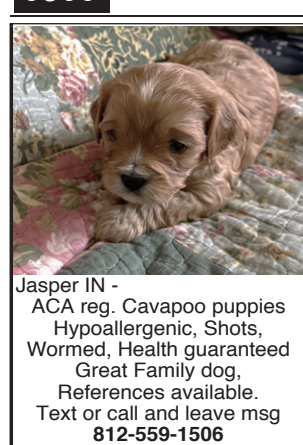 Jasper IN -
ACA reg. Cavapoo puppies
Hypoallergenic, Shots,
Wormed, Health guaranteed
Great Family dog,
References available.
Text or call and leave msg
812-559-1506